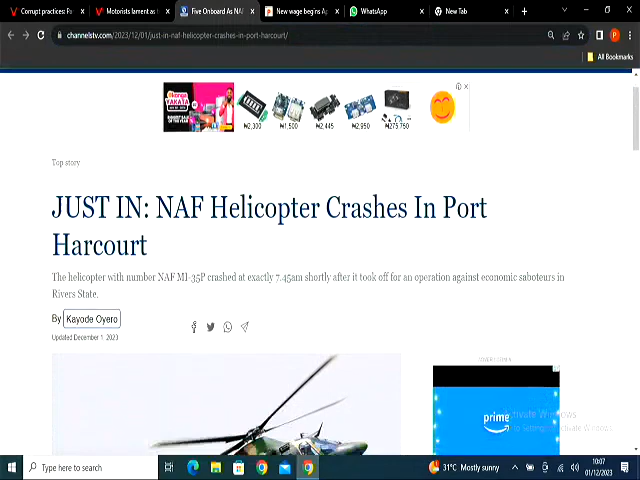 Corrupt practices: Pa
Motorists lament as l
Five Onboard As NAF
New wage begins Ap
WhatsApp
New Tab
channelstv.com/2023/12/01/just-in-naf-helicopter-crashes-in-port-harcourt/
All Bookmarks
konga
YAKATA
₦2,300
₦1,500
₦2,445
₦2,950
₦275,750
Top story
JUST IN: NAF Helicopter Crashes In Port
Harcourt
The helicopter with number NAF MI-35P crashed at exactly 7.45am shortly after it took off for an operation against economic saboteurs in
Rivers State.
By Kayode Oyero
Updated December 1, 2023
prime
Activate Windows
Go to Settings to activate Windows.
Type here to search
31°C Mostly sunny
10:07
01/12/2023